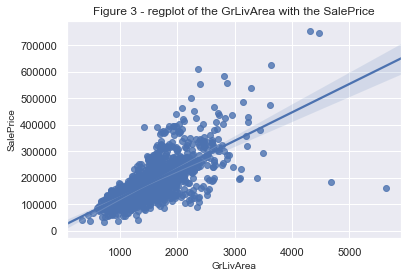 Figure 3 - regplot of the GrLivArea with the SalePrice
700000
600000
500000
400000
300000
200000
100000
0
SalePrice
1000 2000 3000 4000 5000
GrLivArea